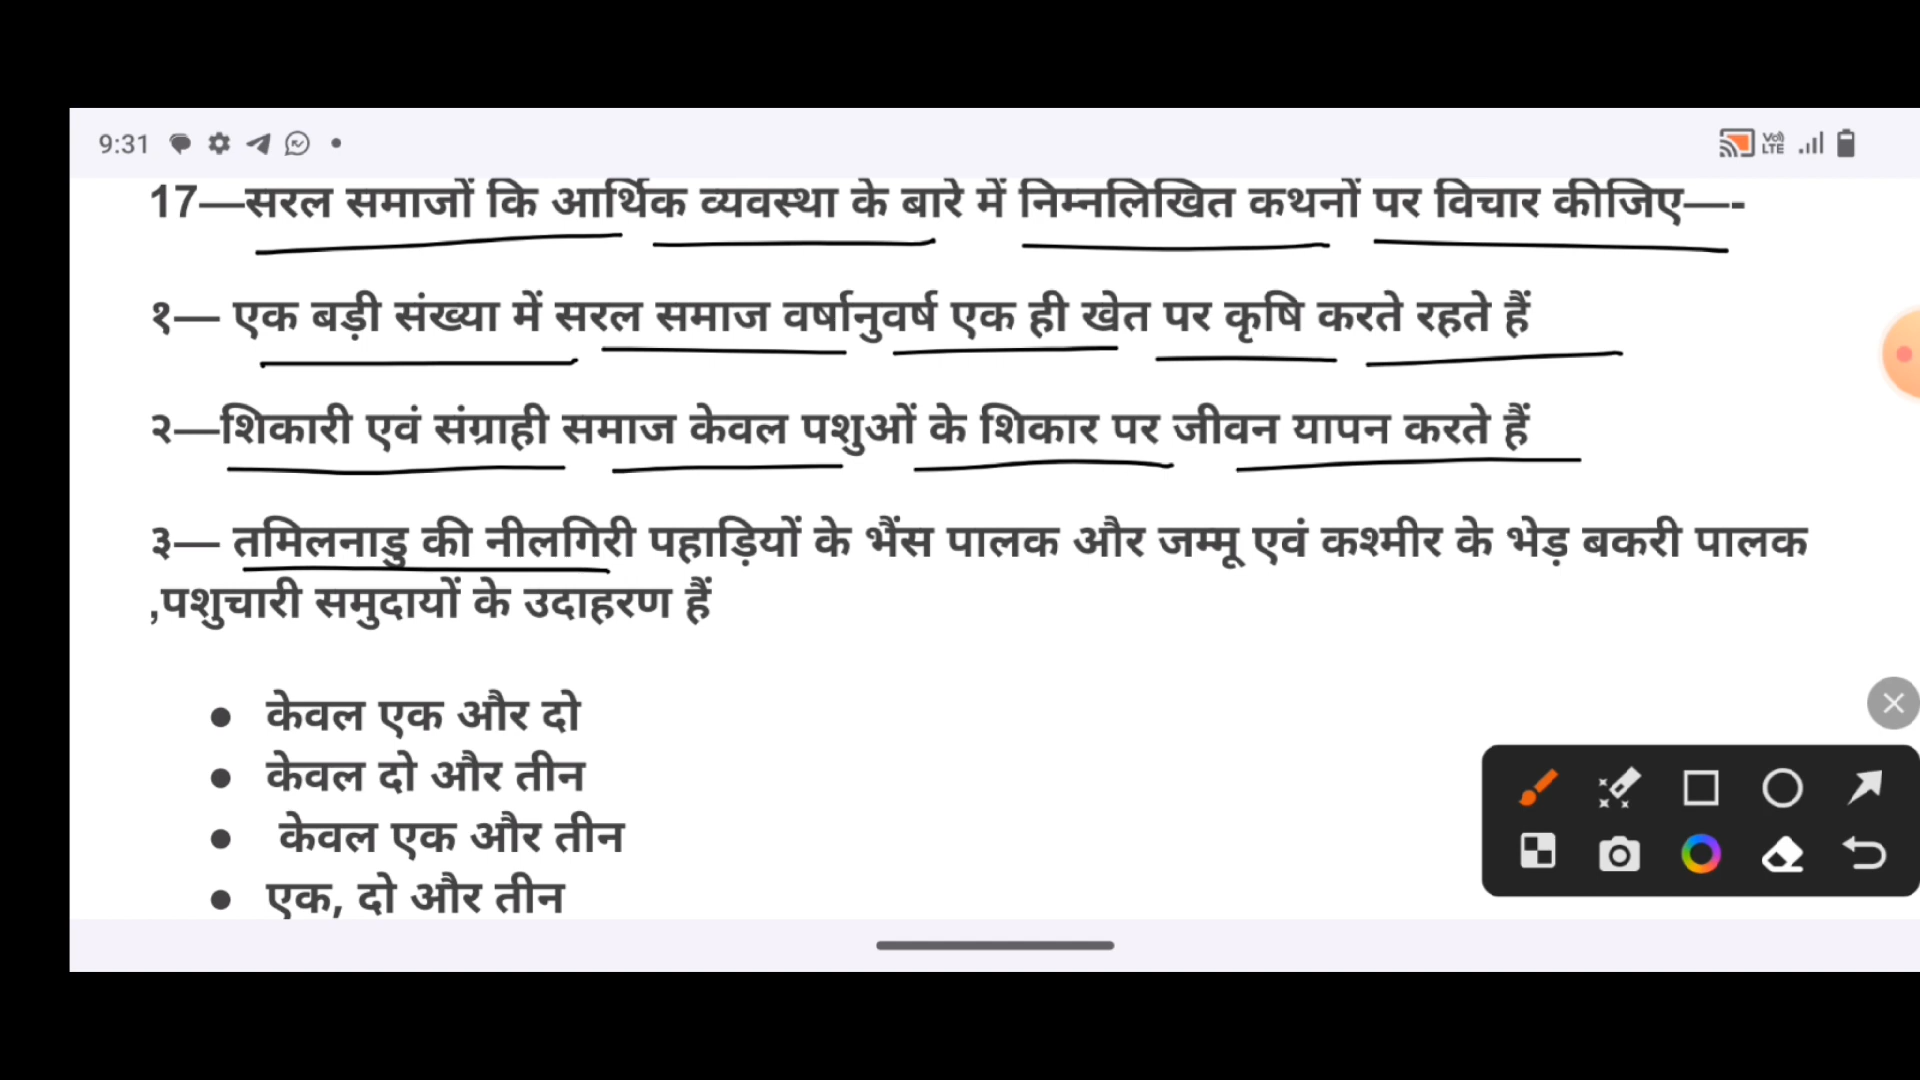 9:31
VoD LTE
17—सरल समाजों कि आर्थिक व्यवस्था के बारे में निम्नलिखित कथनों पर विचार कीजिए—-
१— एक बड़ी संख्या में सरल समाज वर्षानुवर्ष एक ही खेत पर कृषि करते रहते हैं
२—शिकारी एवं संग्राही समाज केवल पशुओं के शिकार पर जीवन यापन करते हैं
३— तमिलनाडु की नीलगिरी पहाड़ियों के भैंस पालक और जम्मू एवं कश्मीर के भेड़ बकरी पालक
,पशुचारी समुदायों के उदाहरण हैं
● केवल एक और दो
● केवल दो और तीन
● केवल एक और तीन
● एक, दो और तीन